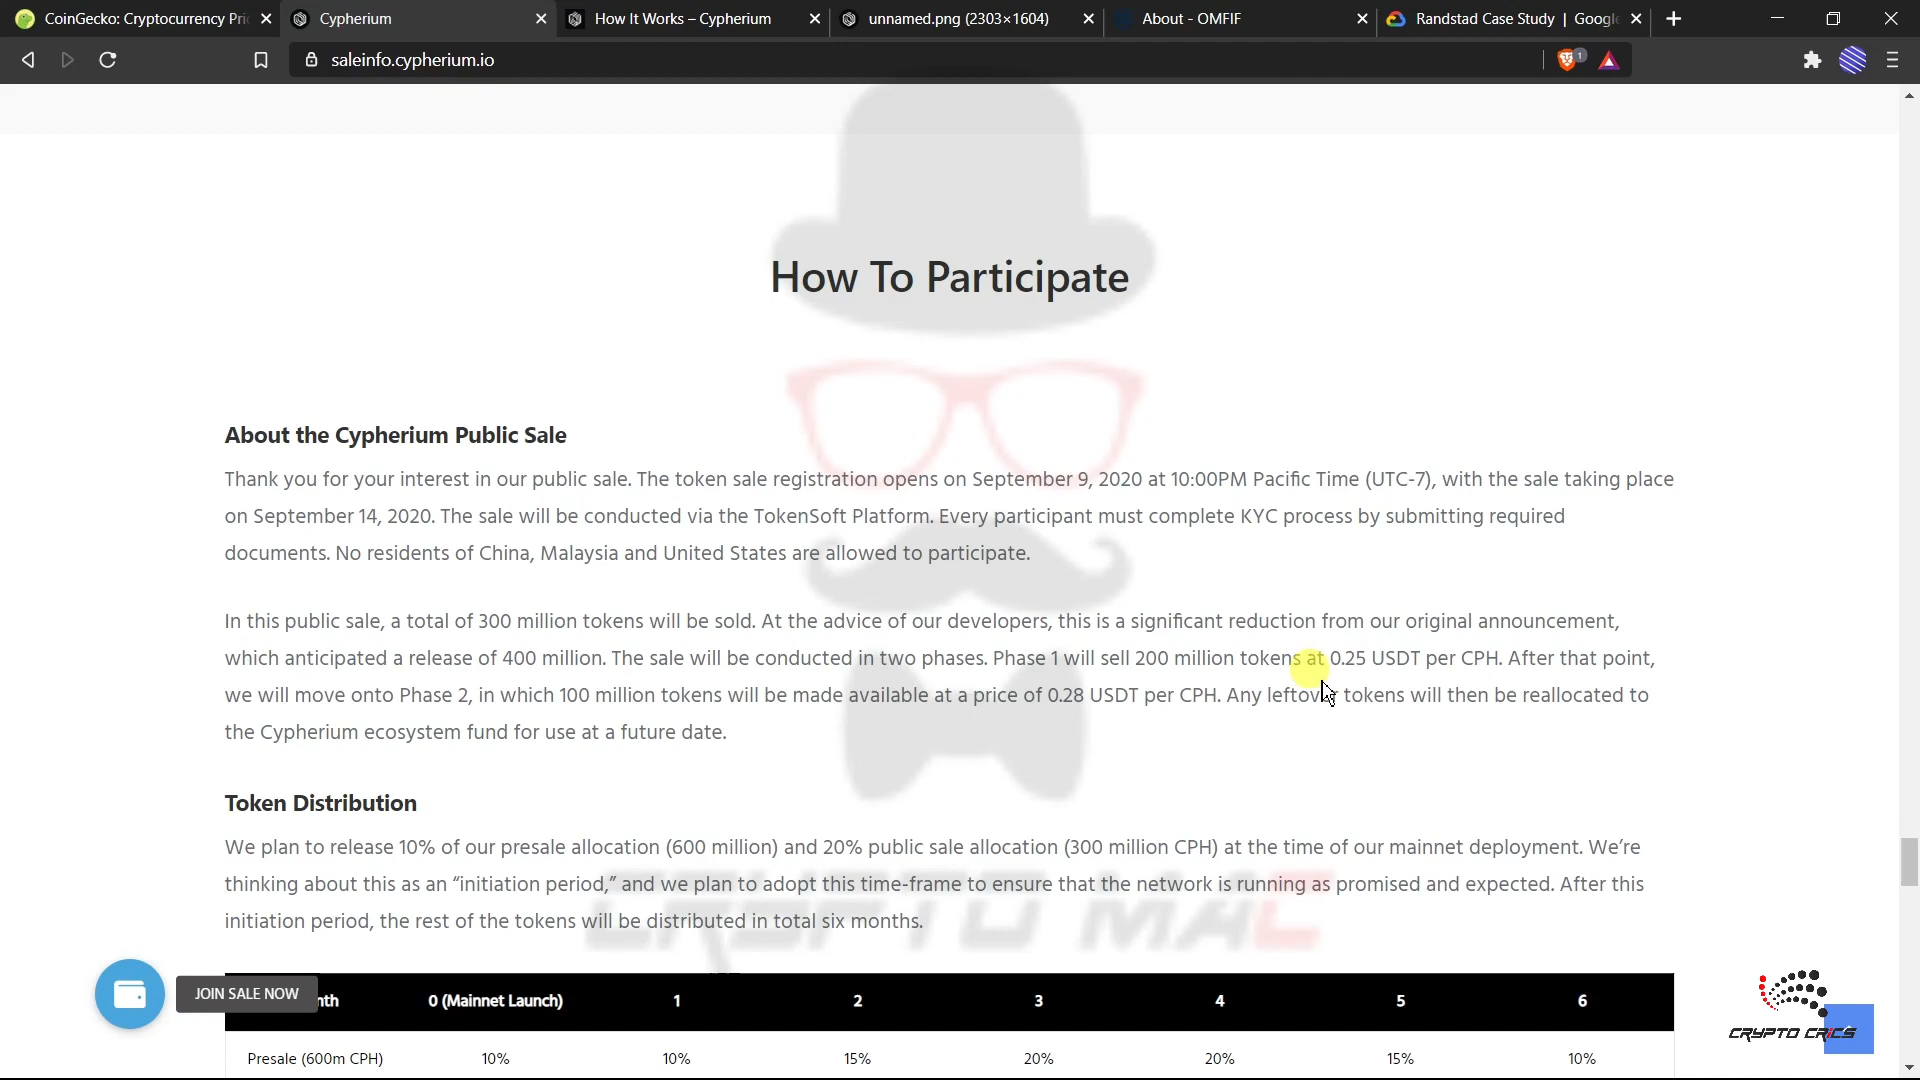 CoinGecko: Cryptocurrency Pri
Cypherium
How It Works – Cypherium
unnamed.png (2303×1604)
About - OMFIF
Randstad Case Study | Google
saleinfo.cypherium.io
1
How To Participate
About the Cypherium Public Sale
Thank you for your interest in our public sale. The token sale registration opens on September 9, 2020 at 10:00PM Pacific Time (UTC-7), with the sale taking place
on September 14, 2020. The sale will be conducted via the TokenSoft Platform. Every participant must complete KYC process by submitting required
documents. No residents of China, Malaysia and United States are allowed to participate.
In this public sale, a total of 300 million tokens will be sold. At the advice of our developers, this is a significant reduction from our original announcement,
which anticipated a release of 400 million. The sale will be conducted in two phases. Phase 1 will sell 200 million tokens at 0.25 USDT per CPH. After that point,
we will move onto Phase 2, in which 100 million tokens will be made available at a price of 0.28 USDT per CPH. Any leftover tokens will then be reallocated to
the Cypherium ecosystem fund for use at a future date.
Token Distribution
We plan to release 10% of our presale allocation (600 million) and 20% public sale allocation (300 million CPH) at the time of our mainnet deployment. We’re
thinking about this as an “initiation period,” and we plan to adopt this time-frame to ensure that the network is running as promised and expected. After this
initiation period, the rest of the tokens will be distributed in total six months.
CRYPTO MAC
JOIN SALE NOW
nth 0 (Mainnet Launch) 1 2 3 4 5 6
Presale (600m CPH) 10% 10% 15% 20% 20% 15% 10%
CRYPTO CRICS